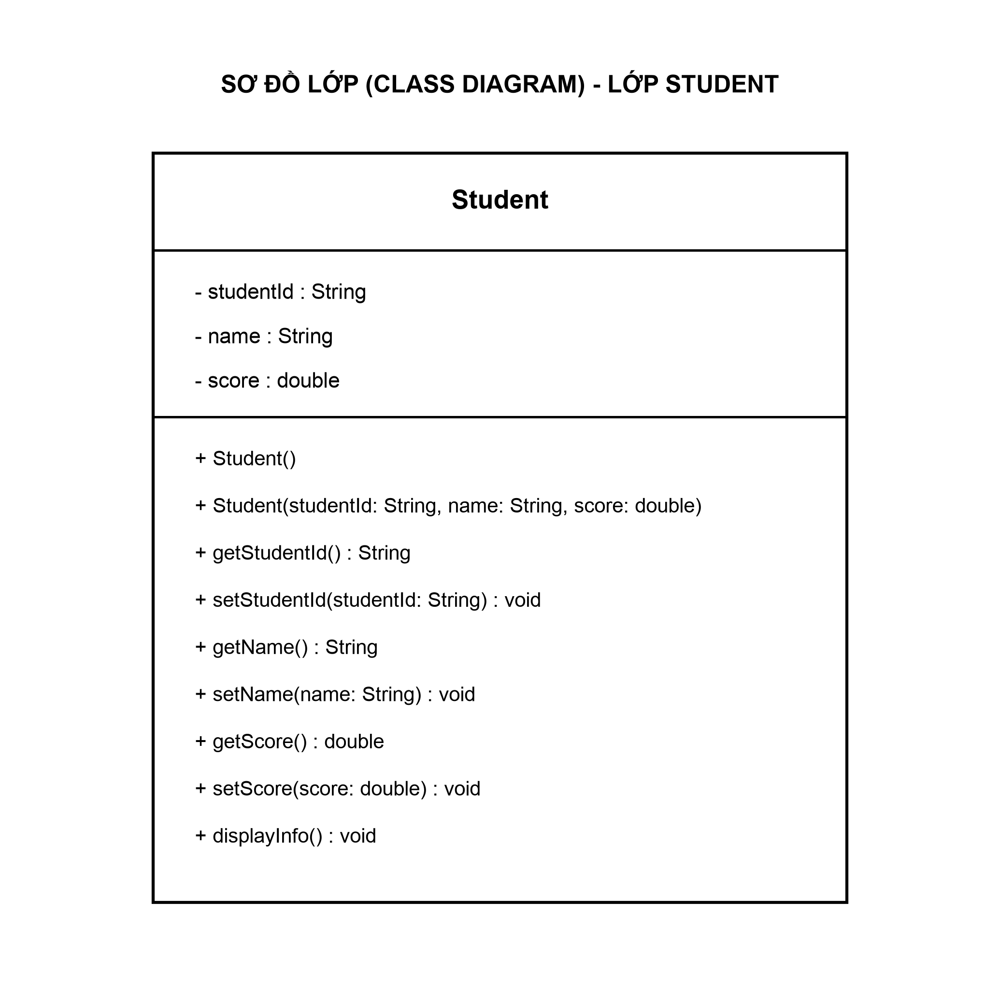 SƠ ĐỒ LỚP (CLASS DIAGRAM) - LỚP STUDENT
Student
- studentId : String
- name : String
- score : double
+ Student()
+ Student(studentId: String, name: String, score: double)
+ getStudentId() : String
+ setStudentId(studentId: String) : void
+ getName() : String
+ setName(name: String) : void
+ getScore() : double
+ setScore(score: double) : void
+ displayInfo() : void